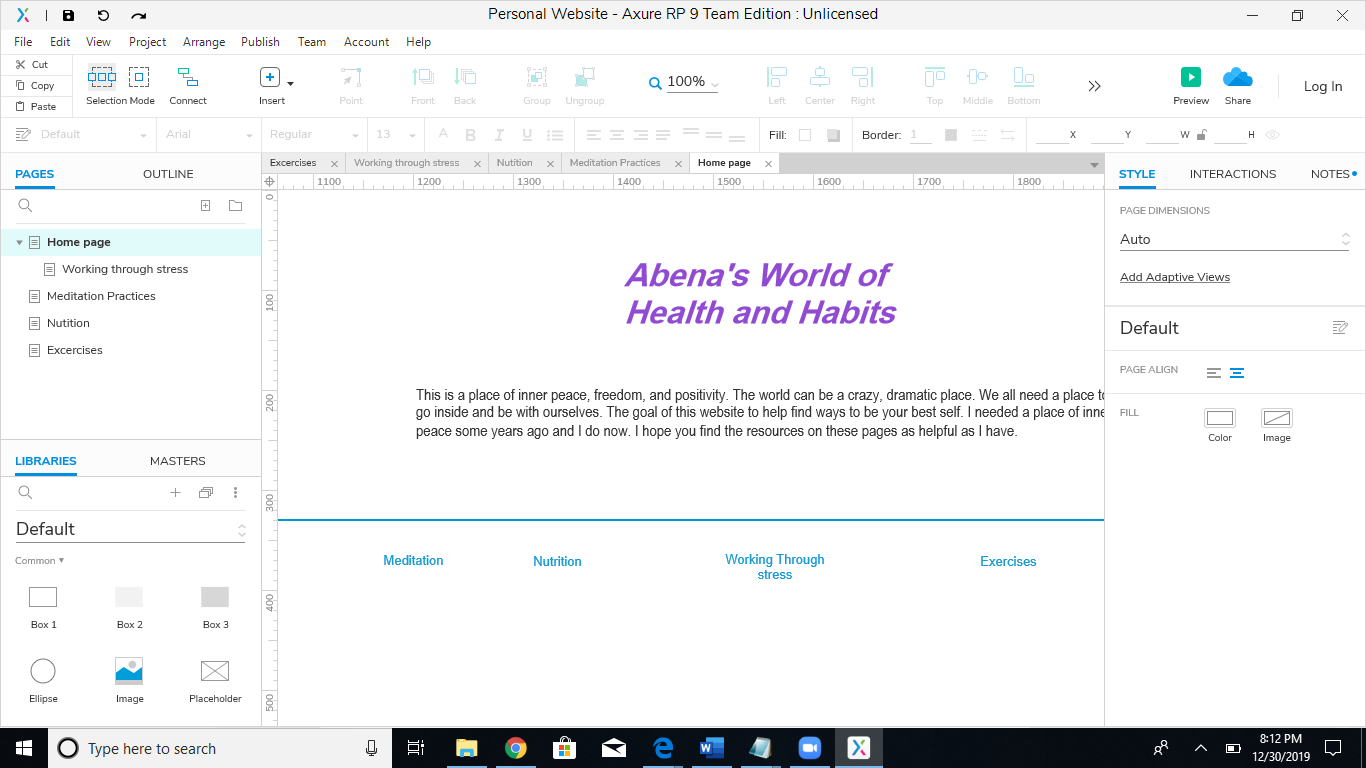 Personal Website - Axure RP 9 Team Edition : Unlicensed
File Edit View Project Arrange Publish Team Account Help
Cut
Copy
Paste
Selection Mode Connect Insert Point Front Back Group Ungroup 100% Left Center Right Top Middle Bottom Preview Share Log In
Default Arial Regular 13 Fill: Border: 1 X Y W H
PAGES OUTLINE
Excercises Working through stress Nutition Meditation Practices Home page
STYLE INTERACTIONS NOTES
1100 1200 1300 1400 1500 1600 1700 1800
0
100
200
300
400
500
Home page
Working through stress
Meditation Practices
Nutition
Excercises
LIBRARIES MASTERS
Default
Common
Box 1 Box 2 Box 3
Ellipse Image Placeholder
Abena's World of
Health and Habits
This is a place of inner peace, freedom, and positivity. The world can be a crazy, dramatic place. We all need a place to
go inside and be with ourselves. The goal of this website to help find ways to be your best self. I needed a place of inne
peace some years ago and I do now. I hope you find the resources on these pages as helpful as I have.
Meditation Nutrition Working Through
stress
Exercises
PAGE DIMENSIONS
Auto
Add Adaptive Views
Default
PAGE ALIGN
FILL
Color Image
Type here to search
8:12 PM
12/30/2019